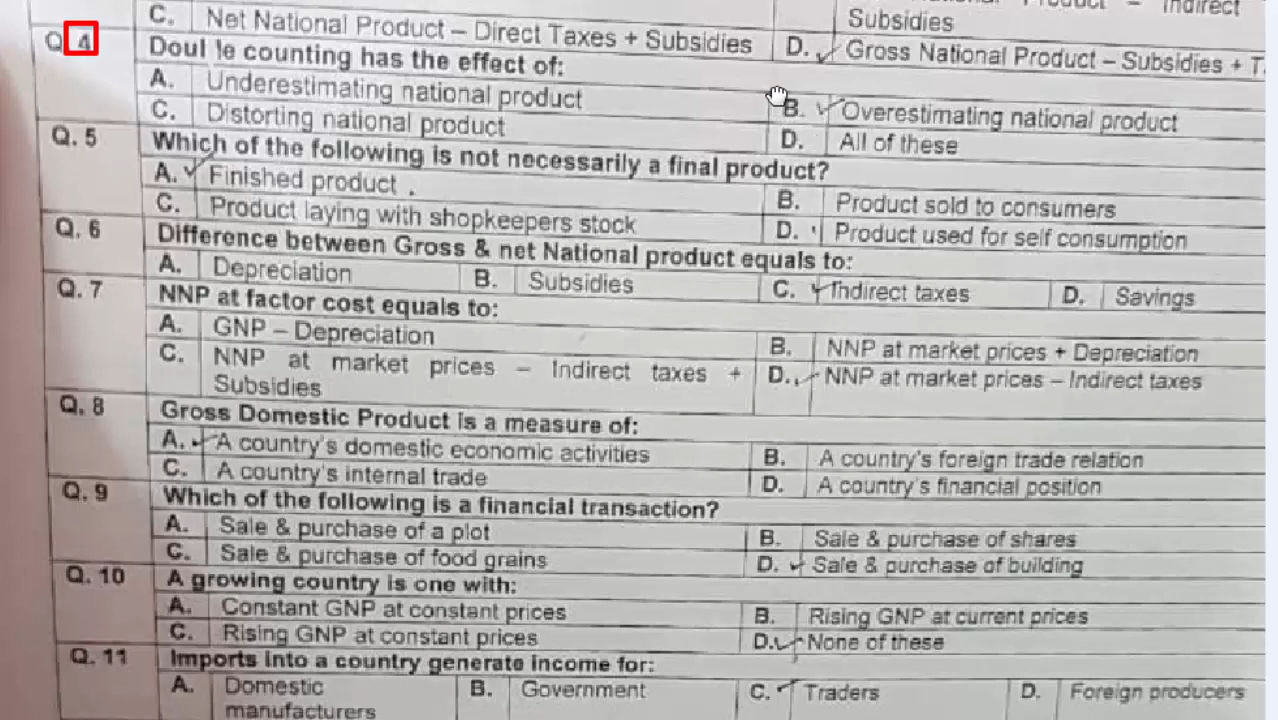 Product – Indirect
C. Net National Product – Direct Taxes + Subsidies
Subsidies
D. Gross National Product – Subsidies +
Q 4 Doul le counting has the effect of:
A. Underestimating national product B. Overestimating national product
C. Distorting national product D. All of these
Q. 5 Which of the following is not necessarily a final product?
A. Finished product . B. Product sold to consumers
C. Product laying with shopkeepers stock D. Product used for self consumption
Q. 6 Difference between Gross & net National product equals to:
A. Depreciation B. Subsidies C. Indirect taxes D. Savings
Q. 7 NNP at factor cost equals to:
A. GNP – Depreciation B. NNP at market prices + Depreciation
C. NNP at market prices – Indirect taxes + D. NNP at market prices – Indirect taxes
Subsidies
Q. 8 Gross Domestic Product is a measure of:
A. A country's domestic economic activities B. A country's foreign trade relation
C. A country's internal trade D. A country's financial position
Q. 9 Which of the following is a financial transaction?
A. Sale & purchase of a plot B. Sale & purchase of shares
C. Sale & purchase of food grains D. Sale & purchase of building
Q. 10 A growing country is one with:
A. Constant GNP at constant prices B. Rising GNP at current prices
C. Rising GNP at constant prices D. None of these
Q. 11 Imports into a country generate income for:
A. Domestic B. Government C. Traders D. Foreign producers
manufacturers